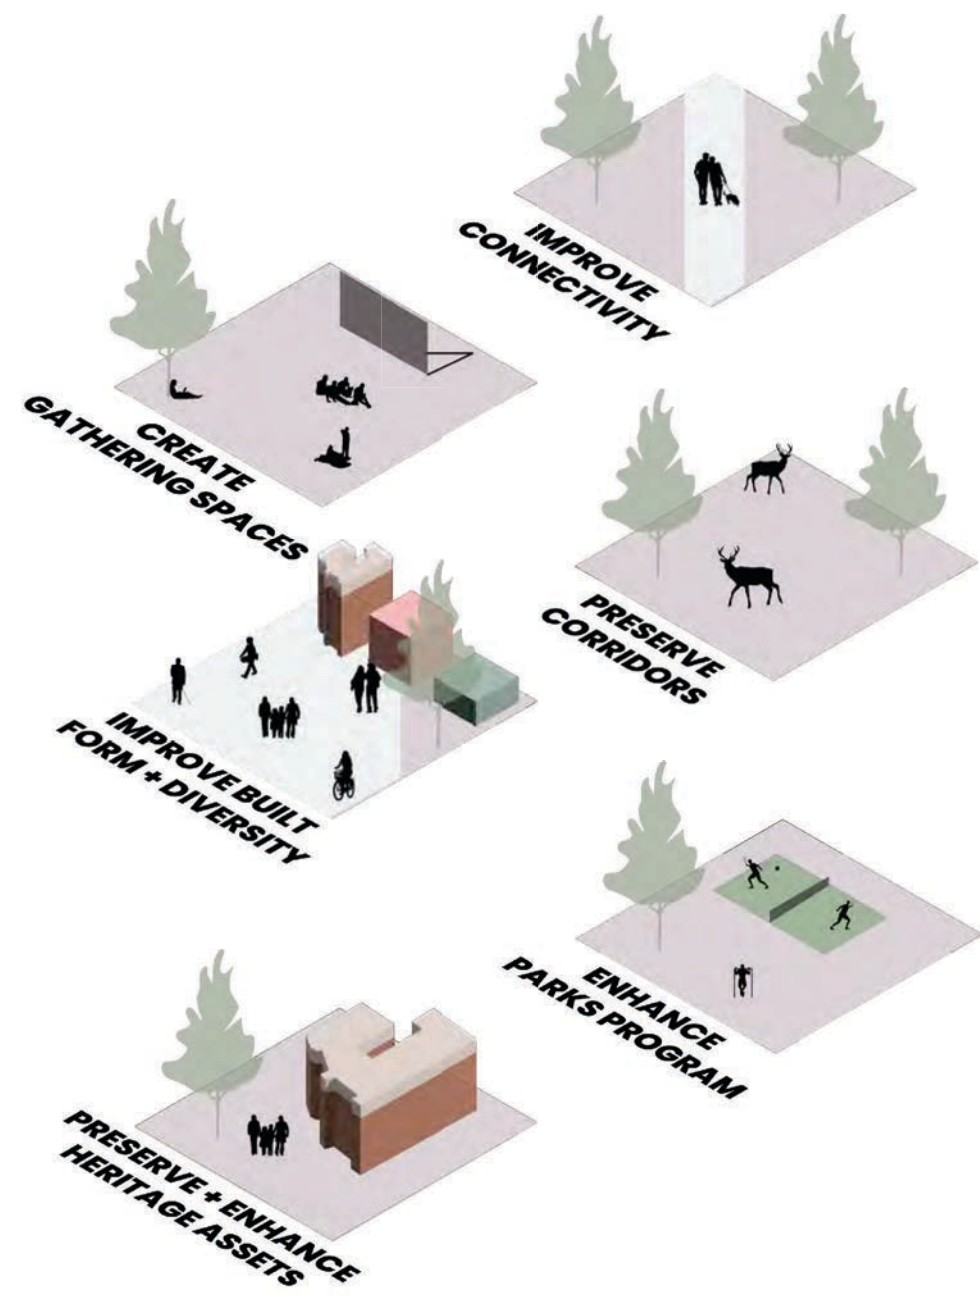 IMPROVE
CONNECTIVITY
CREATE
GATHERING SPACES
PRESERVE
CORRIDORS
IMPROVE BUILT
FORM + DIVERSITY
ENHANCE
PARKS PROGRAM
PRESERVE + ENHANCE
HERITAGE ASSETS